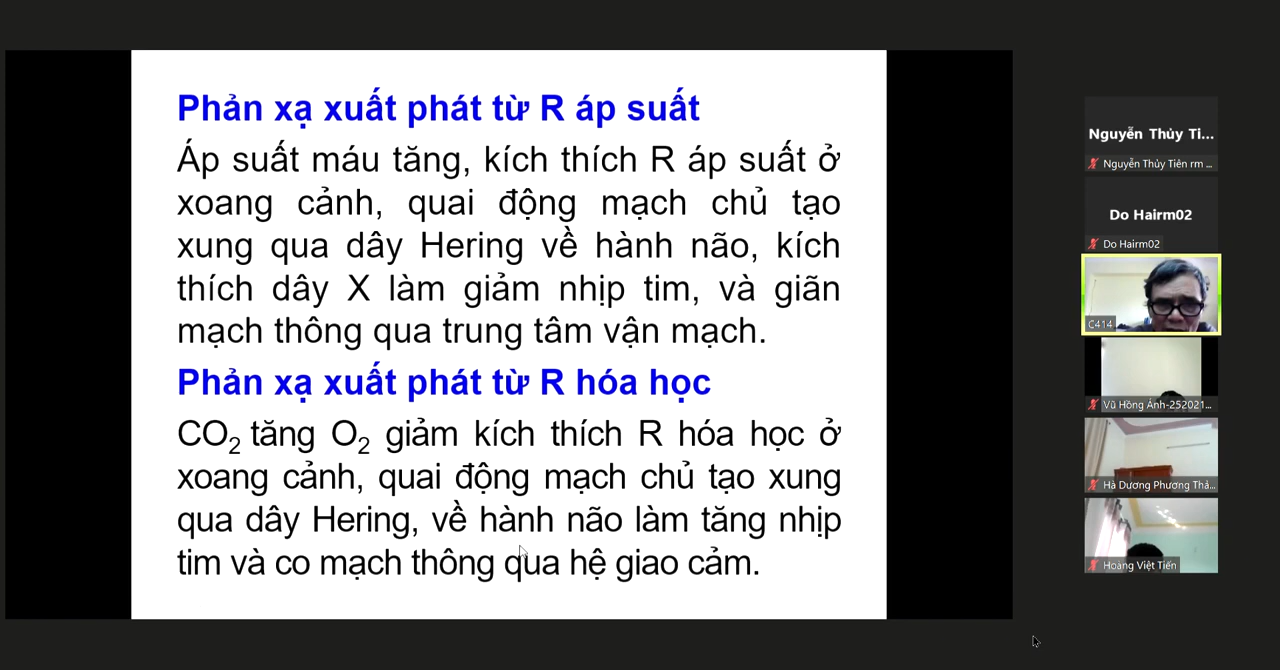 Phản xạ xuất phát từ R áp suất
Áp suất máu tăng, kích thích R áp suất ở
xoang cảnh, quai động mạch chủ tạo
xung qua dây Hering về hành não, kích
thích dây X làm giảm nhịp tim, và giãn
mạch thông qua trung tâm vận mạch.
Phản xạ xuất phát từ R hóa học
CO₂ tăng O₂ giảm kích thích R hóa học ở
xoang cảnh, quai động mạch chủ tạo xung
qua dây Hering, về hành não làm tăng nhịp
tim và co mạch thông qua hệ giao cảm.
Nguyễn Thủy Ti...
Nguyễn Thủy Tiên rm ...
Do Hairm02
Do Hairm02
C414
Vũ Hồng Ánh-252021...
Hà Dương Phương Thả...
Hoàng Việt Tiến